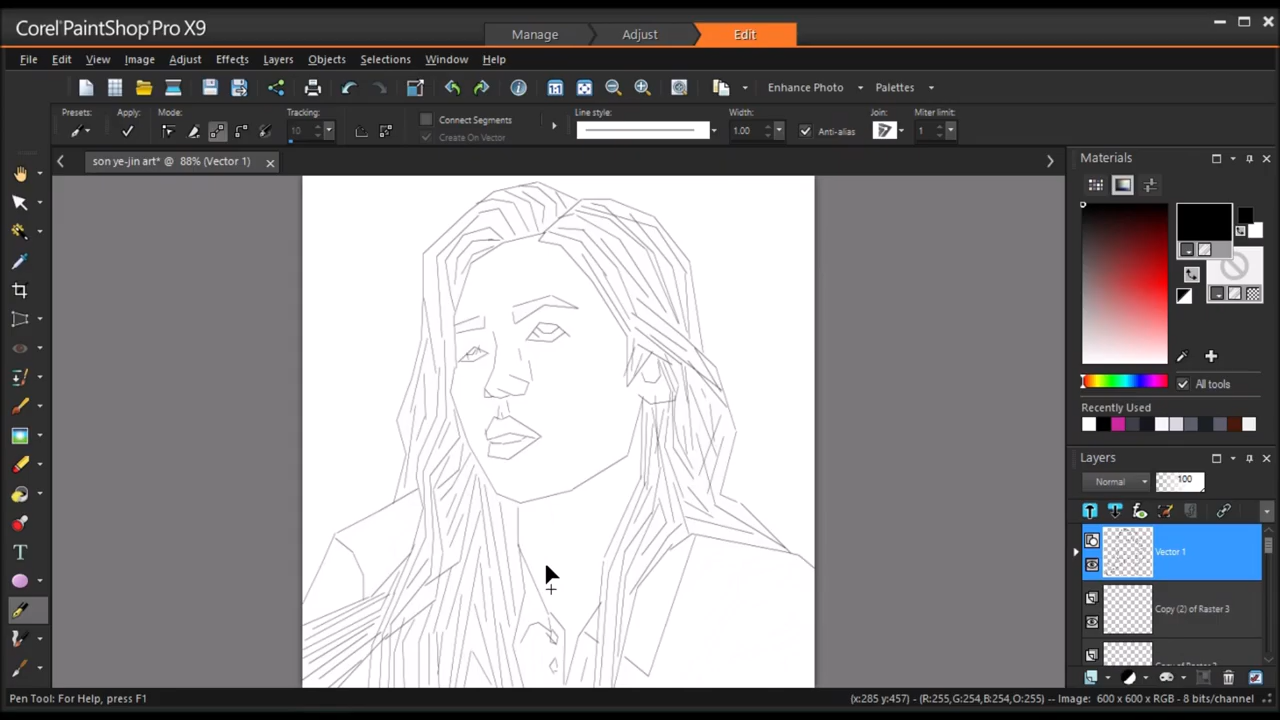 Corel PaintShop Pro X9
Manage
Adjust
Edit
File Edit View Image Adjust Effects Layers Objects Selections Window Help
Enhance Photo
Palettes
Presets:
Apply:
Mode:
Tracking:
10
Connect Segments
Create On Vector
Line style:
Width:
1.00
Anti-alias
Join:
Miter limit:
1
son ye-jin art* @ 88% (Vector 1)
Materials
All tools
Recently Used
Layers
Normal
100
Vector 1
Copy (2) of Raster 3
Pen Tool: For Help, press F1
(x:285 y:457) - (R:255,G:254,B:254,O:255) -- Image: 600 x 600 x RGB - 8 bits/channel